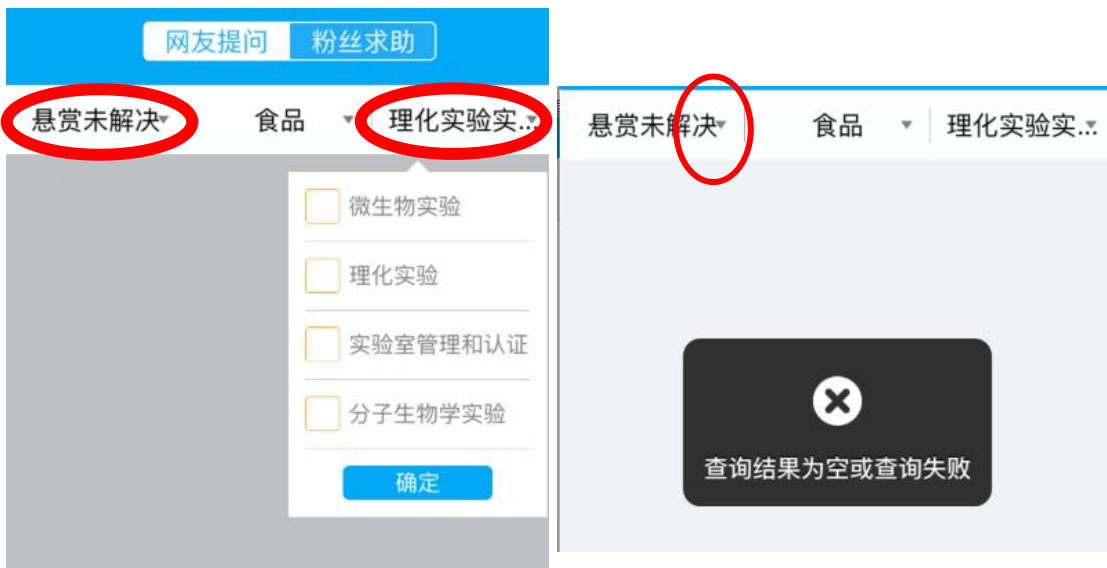 网友提问 粉丝求助
悬赏未解决 食品 理化实验实...
微生物实验
理化实验
实验室管理和认证
分子生物学实验
确定
悬赏未解决 食品 理化实验实...
查询结果为空或查询失败